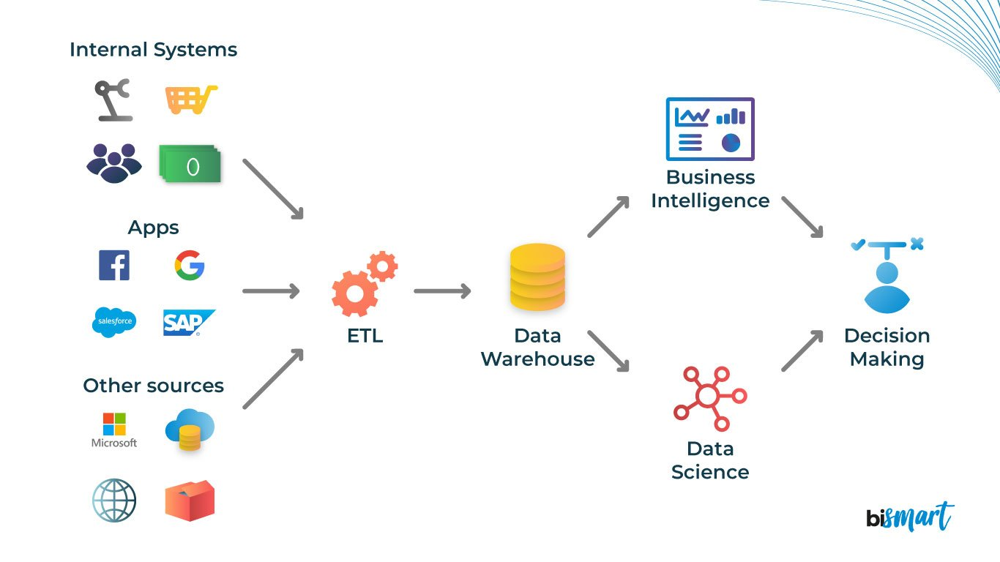 Internal Systems
Apps
salesforce
SAP
Other sources
Microsoft
ETL
Data
Warehouse
Business
Intelligence
Data
Science
Decision
Making
bismart